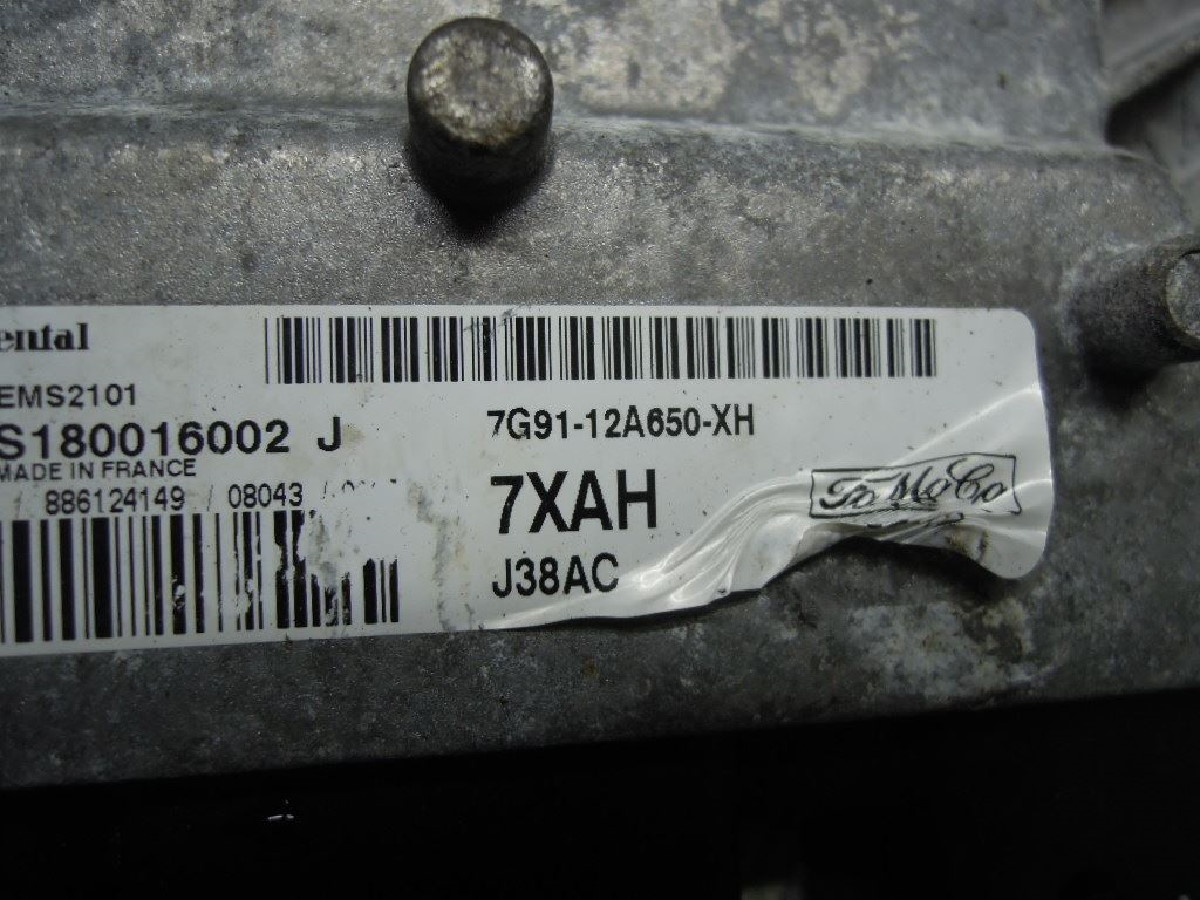 ental
EMS2101
S180016002 J
MADE IN FRANCE
/ 886124149 / 08043 /
7G91-12A650-XH
7XAH
J38AC
FoMoCo